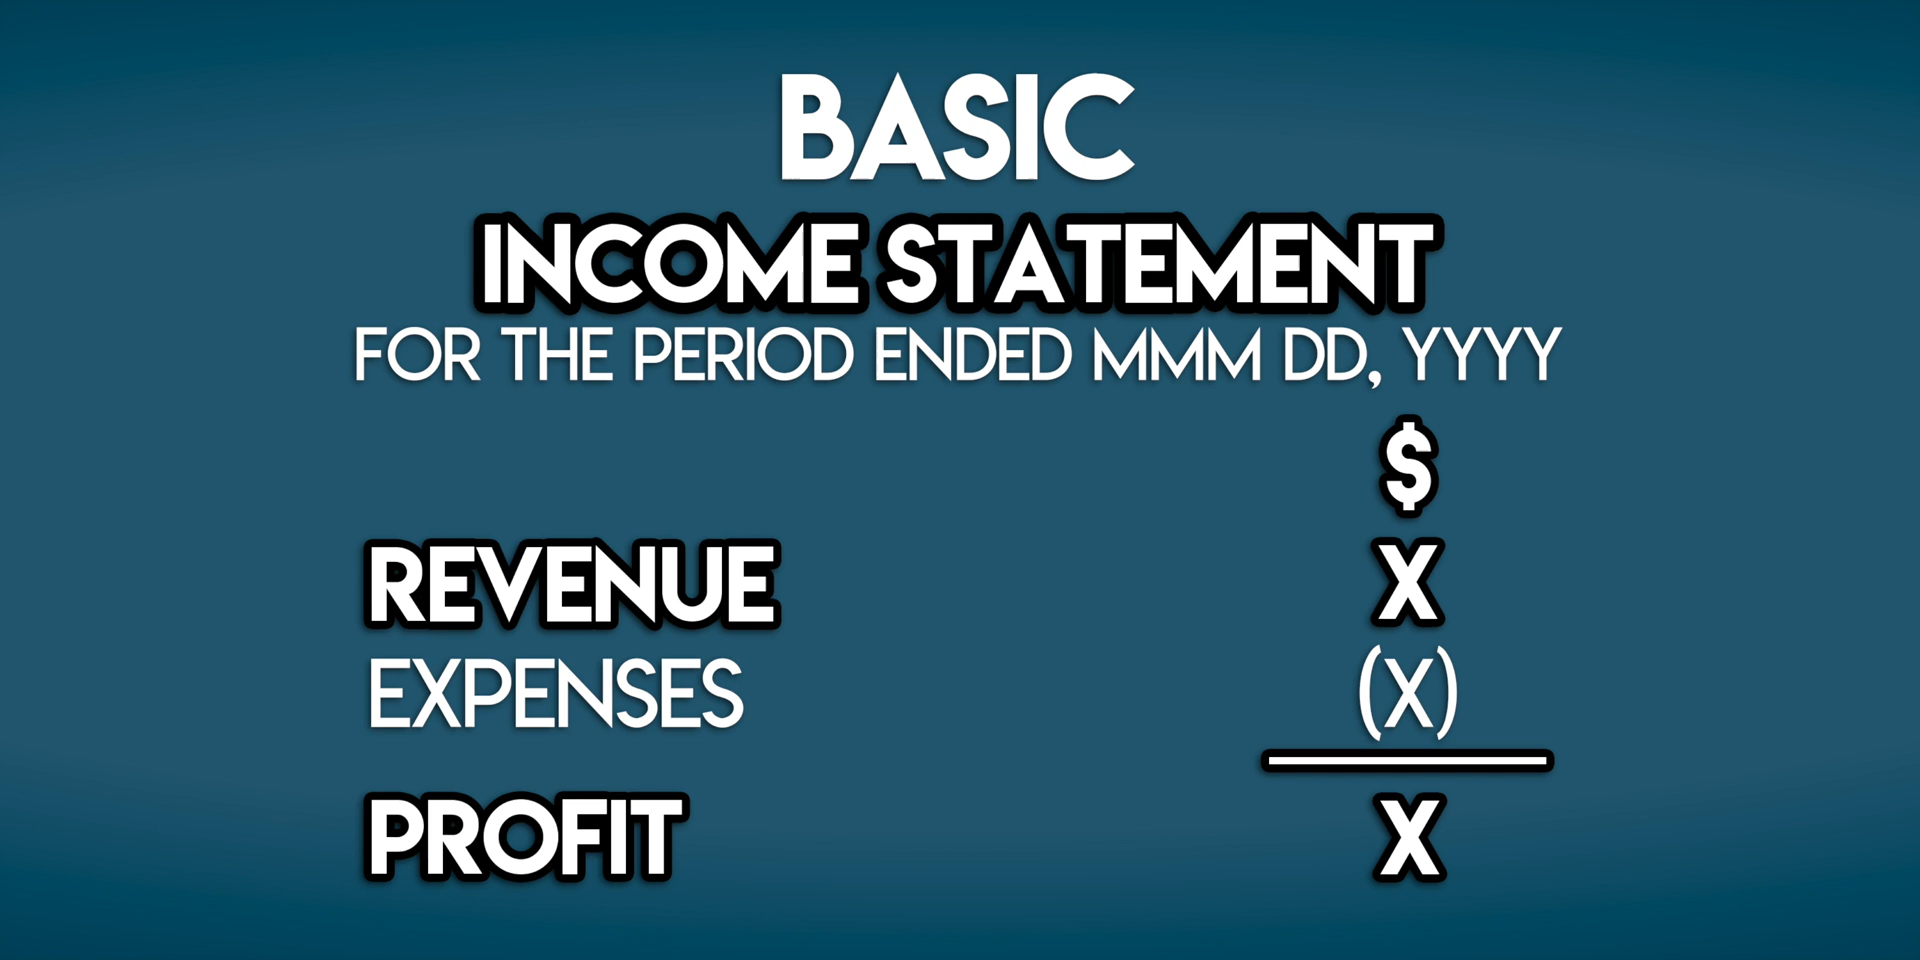 BASIC
INCOME STATEMENT
FOR THE PERIOD ENDED MMM DD, YYYY
$
REVENUE X
EXPENSES (X)
PROFIT X